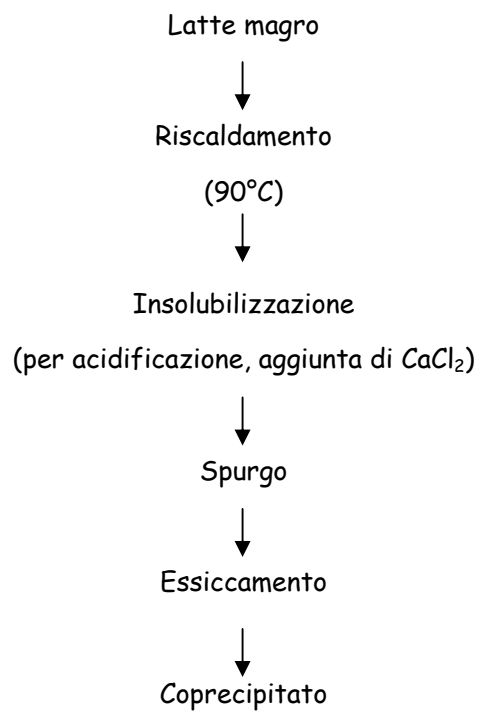 Latte magro
Riscaldamento
(90°C)
Insolubilizzazione
(per acidificazione, aggiunta di CaCl₂)
Spurgo
Essiccamento
Coprecipitato